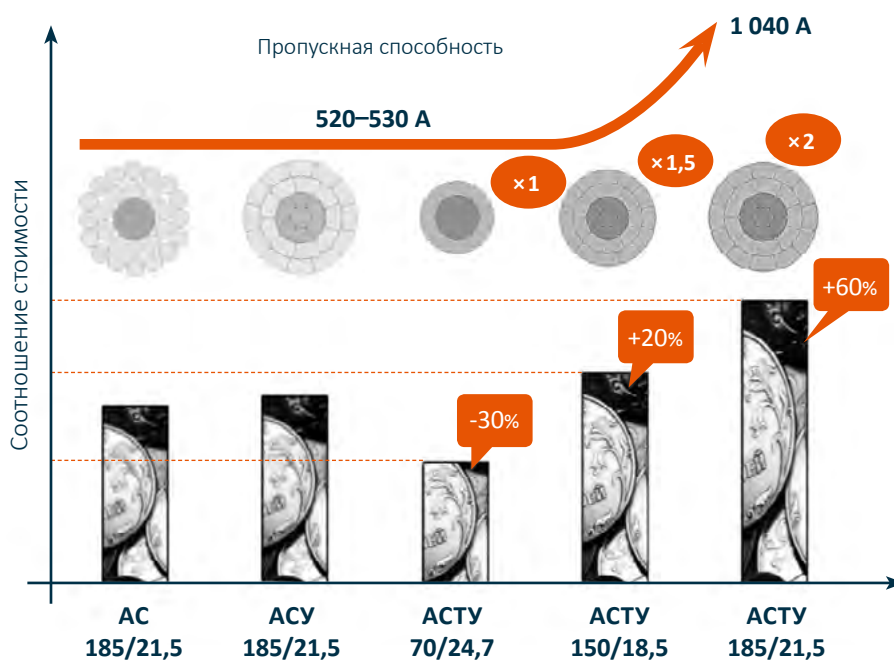 1 040 А
Пропускная способность
520–530 А
×2
×1,5
×1
Соотношение стоимости
+60%
+20%
-30%
АС
185/21,5
АСУ
185/21,5
АСТУ
70/24,7
АСТУ
150/18,5
АСТУ
185/21,5